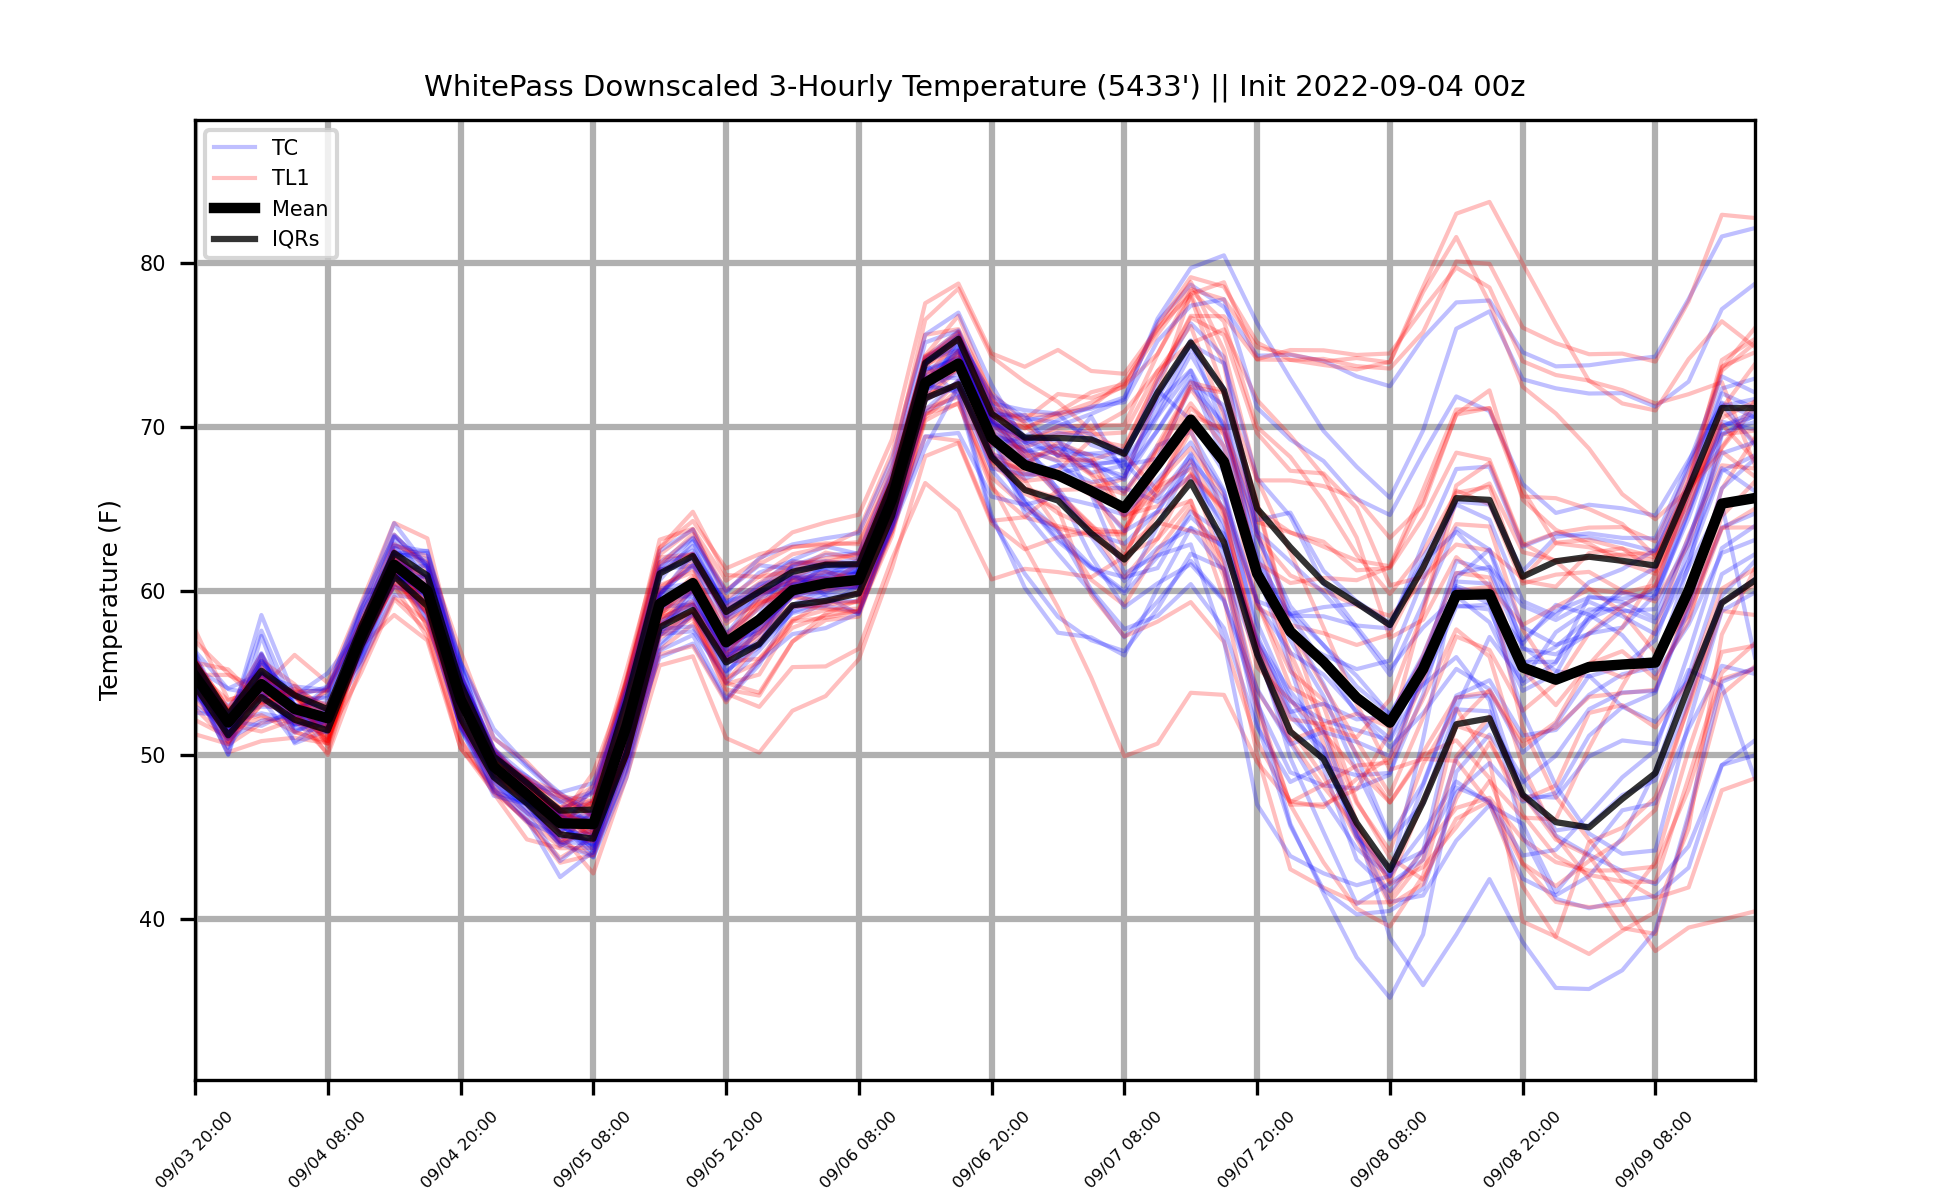 WhitePass Downscaled 3-Hourly Temperature (5433') || Init 2022-09-04 00z
TC
TL1
Mean
IQRs
Temperature (F)
80
70
60
50
40
09/03 20:00
09/04 08:00
09/04 20:00
09/05 08:00
09/05 20:00
09/06 08:00
09/06 20:00
09/07 08:00
09/07 20:00
09/08 08:00
09/08 20:00
09/09 08:00